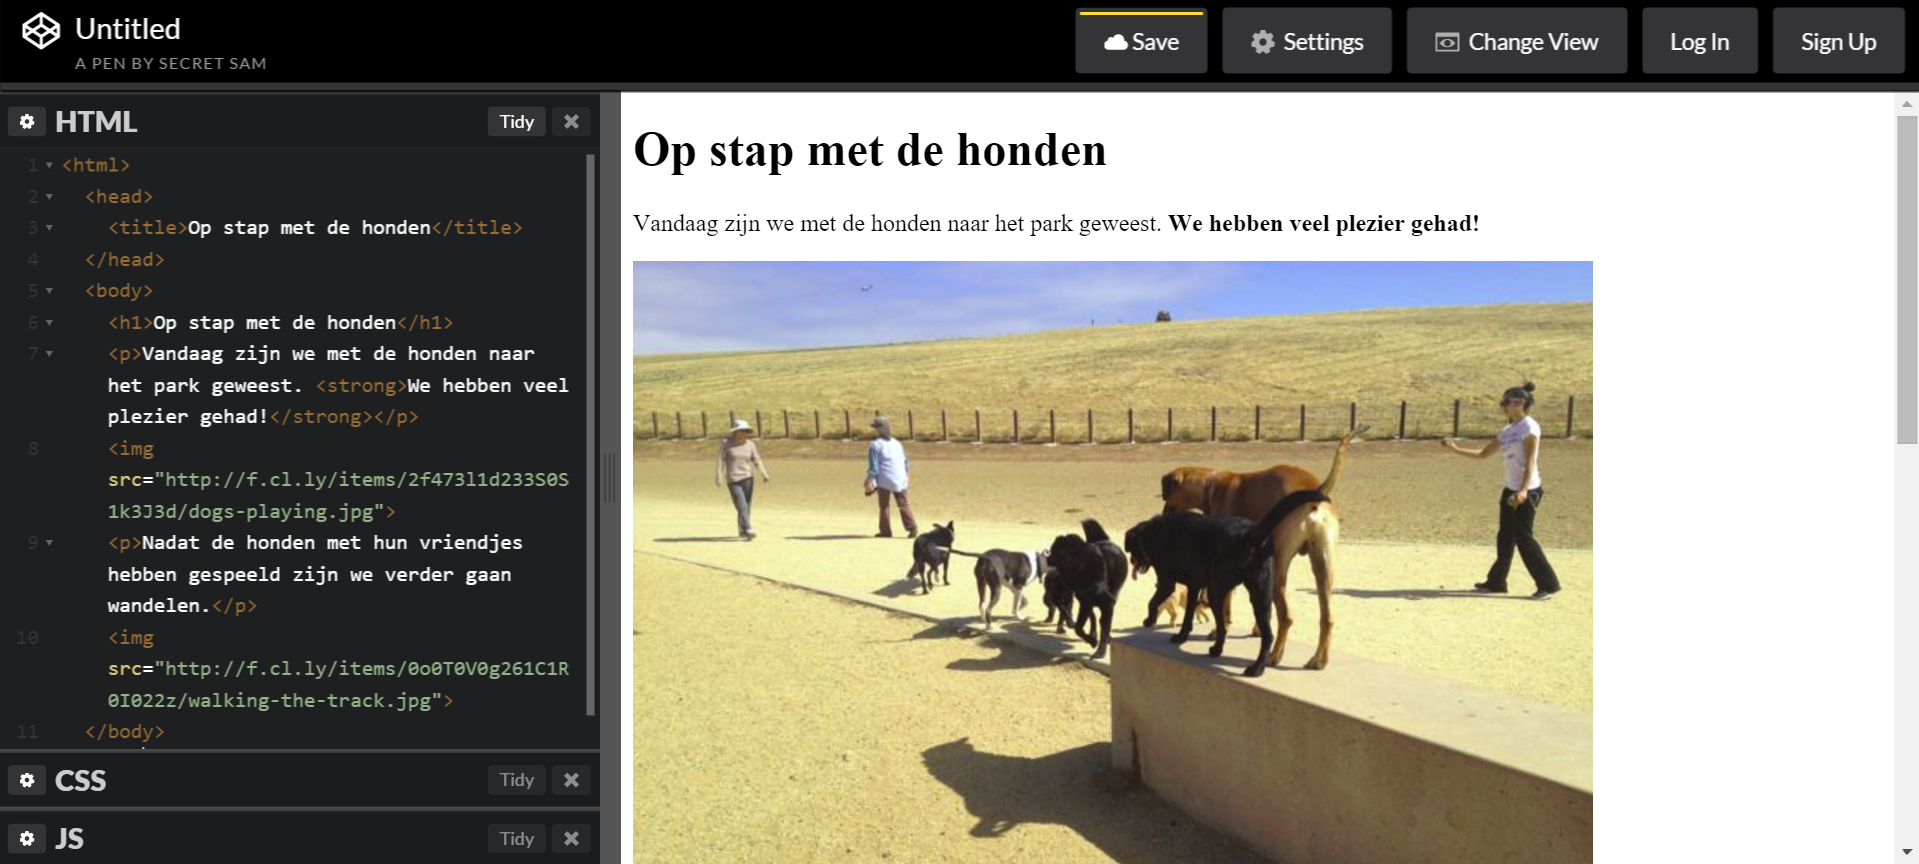 Untitled
A PEN BY SECRET SAM
Save
Settings
Change View
Log In
Sign Up
HTML
Tidy
1 <html>
2 <head>
3 <title>Op stap met de honden</title>
4 </head>
5 <body>
6 <h1>Op stap met de honden</h1>
7 <p>Vandaag zijn we met de honden naar
het park geweest. <strong>We hebben veel
plezier gehad!</strong></p>
8 <img
src="http://f.cl.ly/items/2f473l1d233S0S
1k3J3d/dogs-playing.jpg">
9 <p>Nadat de honden met hun vriendjes
hebben gespeeld zijn we verder gaan
wandelen.</p>
10 <img
src="http://f.cl.ly/items/0o0T0V0g261C1R
0I022z/walking-the-track.jpg">
11 </body>
CSS
Tidy
JS
Tidy
Op stap met de honden
Vandaag zijn we met de honden naar het park geweest. We hebben veel plezier gehad!